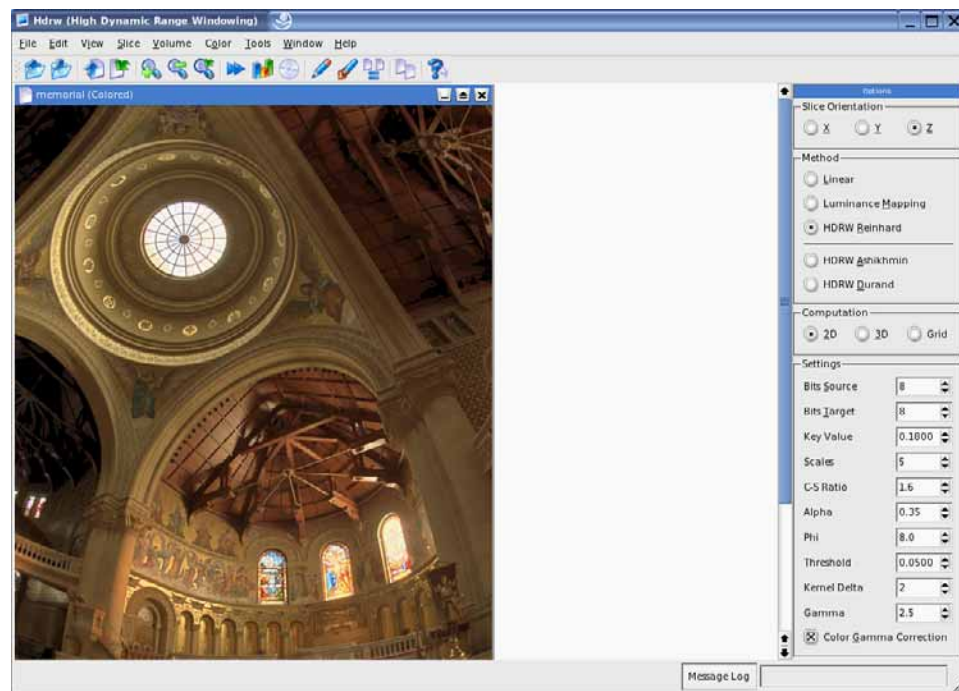 Hdrw (High Dynamic Range Windowing)
File Edit View Slice Volume Color Tools Window Help
memorial (Colored)
Options
Slice Orientation
X Y Z
Method
Linear
Luminance Mapping
HDRW Reinhard
HDRW Ashikhmin
HDRW Durand
Computation
2D 3D Grid
Settings
Bits Source 8
Bits Target 8
Key Value 0.1800
Scales 5
C-S Ratio 1.6
Alpha 0.35
Phi 8.0
Threshold 0.0500
Kernel Delta 2
Gamma 2.5
Color Gamma Correction
Message Log